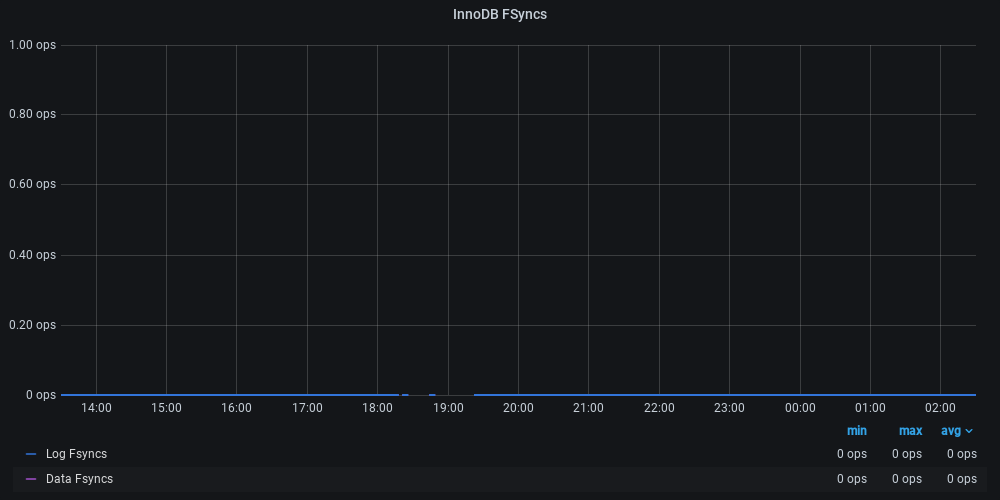 InnoDB FSyncs
1.00 ops
0.80 ops
0.60 ops
0.40 ops
0.20 ops
0 ops
14:00 15:00 16:00 17:00 18:00 19:00 20:00 21:00 22:00 23:00 00:00 01:00 02:00
min max avg
Log Fsyncs 0 ops 0 ops 0 ops
Data Fsyncs 0 ops 0 ops 0 ops